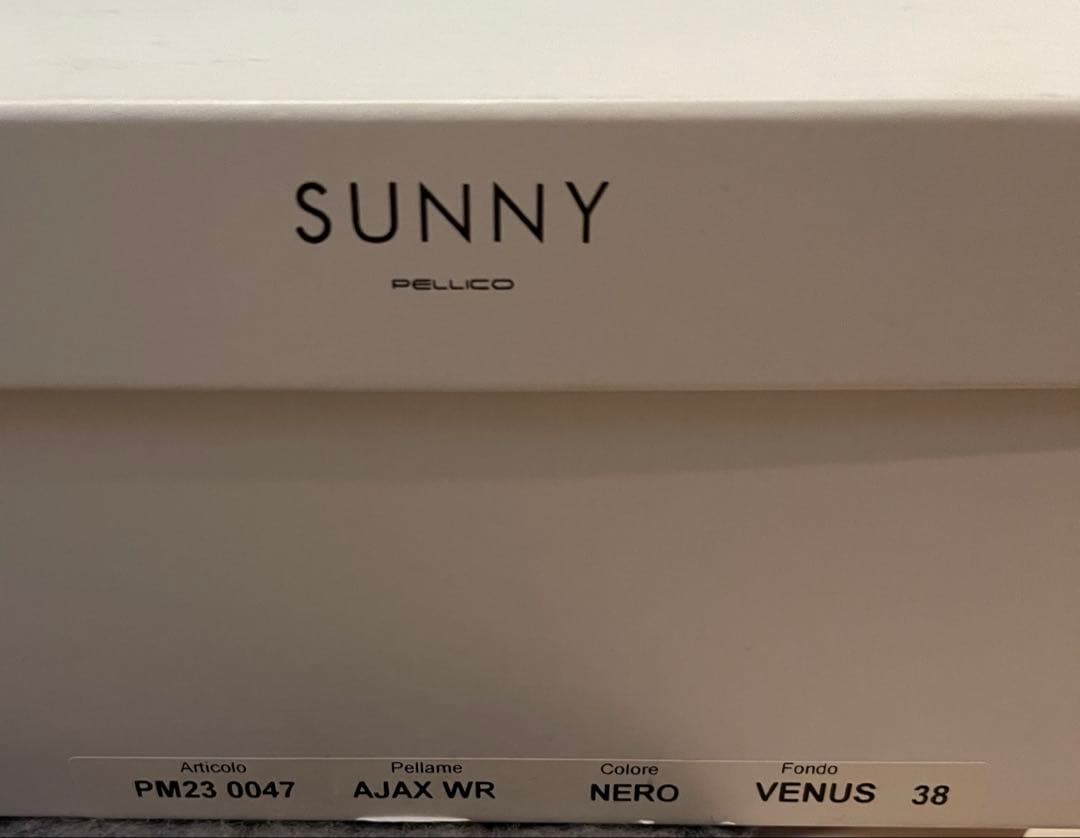 SUNNY
PELLICO
Articolo Pellame Colore Fondo
PM23 0047 AJAX WR NERO VENUS 38